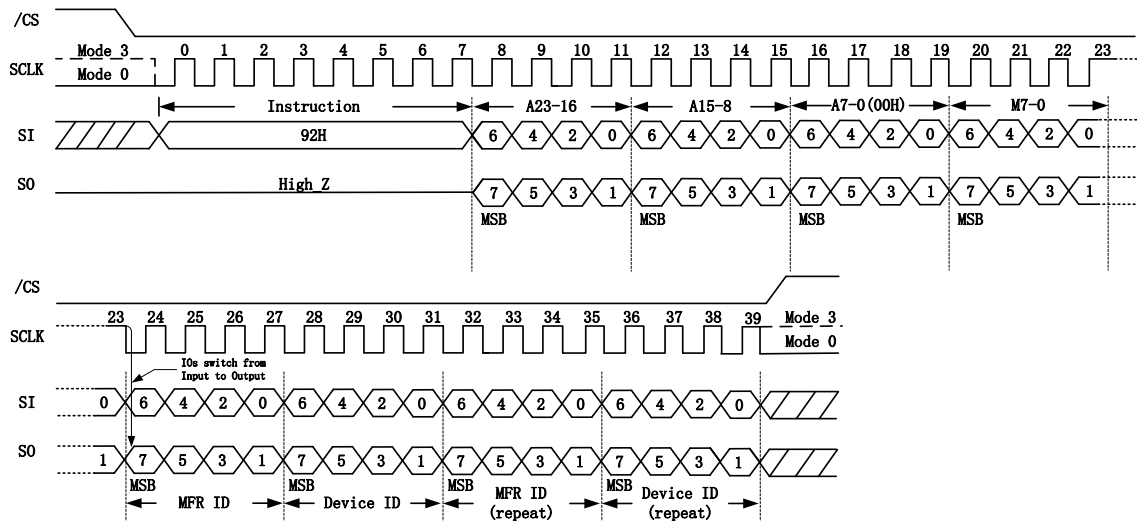 /CS
Mode 3 0 1 2 3 4 5 6 7 8 9 10 11 12 13 14 15 16 17 18 19 20 21 22 23
SCLK Mode 0
Instruction A23-16 A15-8 A7-0(00H) M7-0
SI 92H 6 4 2 0 6 4 2 0 6 4 2 0 6 4 2 0
SO High_Z 7 5 3 1 7 5 3 1 7 5 3 1 7 5 3 1
MSB MSB MSB MSB
/CS
23 24 25 26 27 28 29 30 31 32 33 34 35 36 37 38 39 Mode 3
SCLK Mode 0
IOs switch from
Input to Output
SI 0 6 4 2 0 6 4 2 0 6 4 2 0 6 4 2 0
SO 1 7 5 3 1 7 5 3 1 7 5 3 1 7 5 3 1
MSB MSB MSB MSB
MFR ID Device ID MFR ID Device ID
(repeat) (repeat)